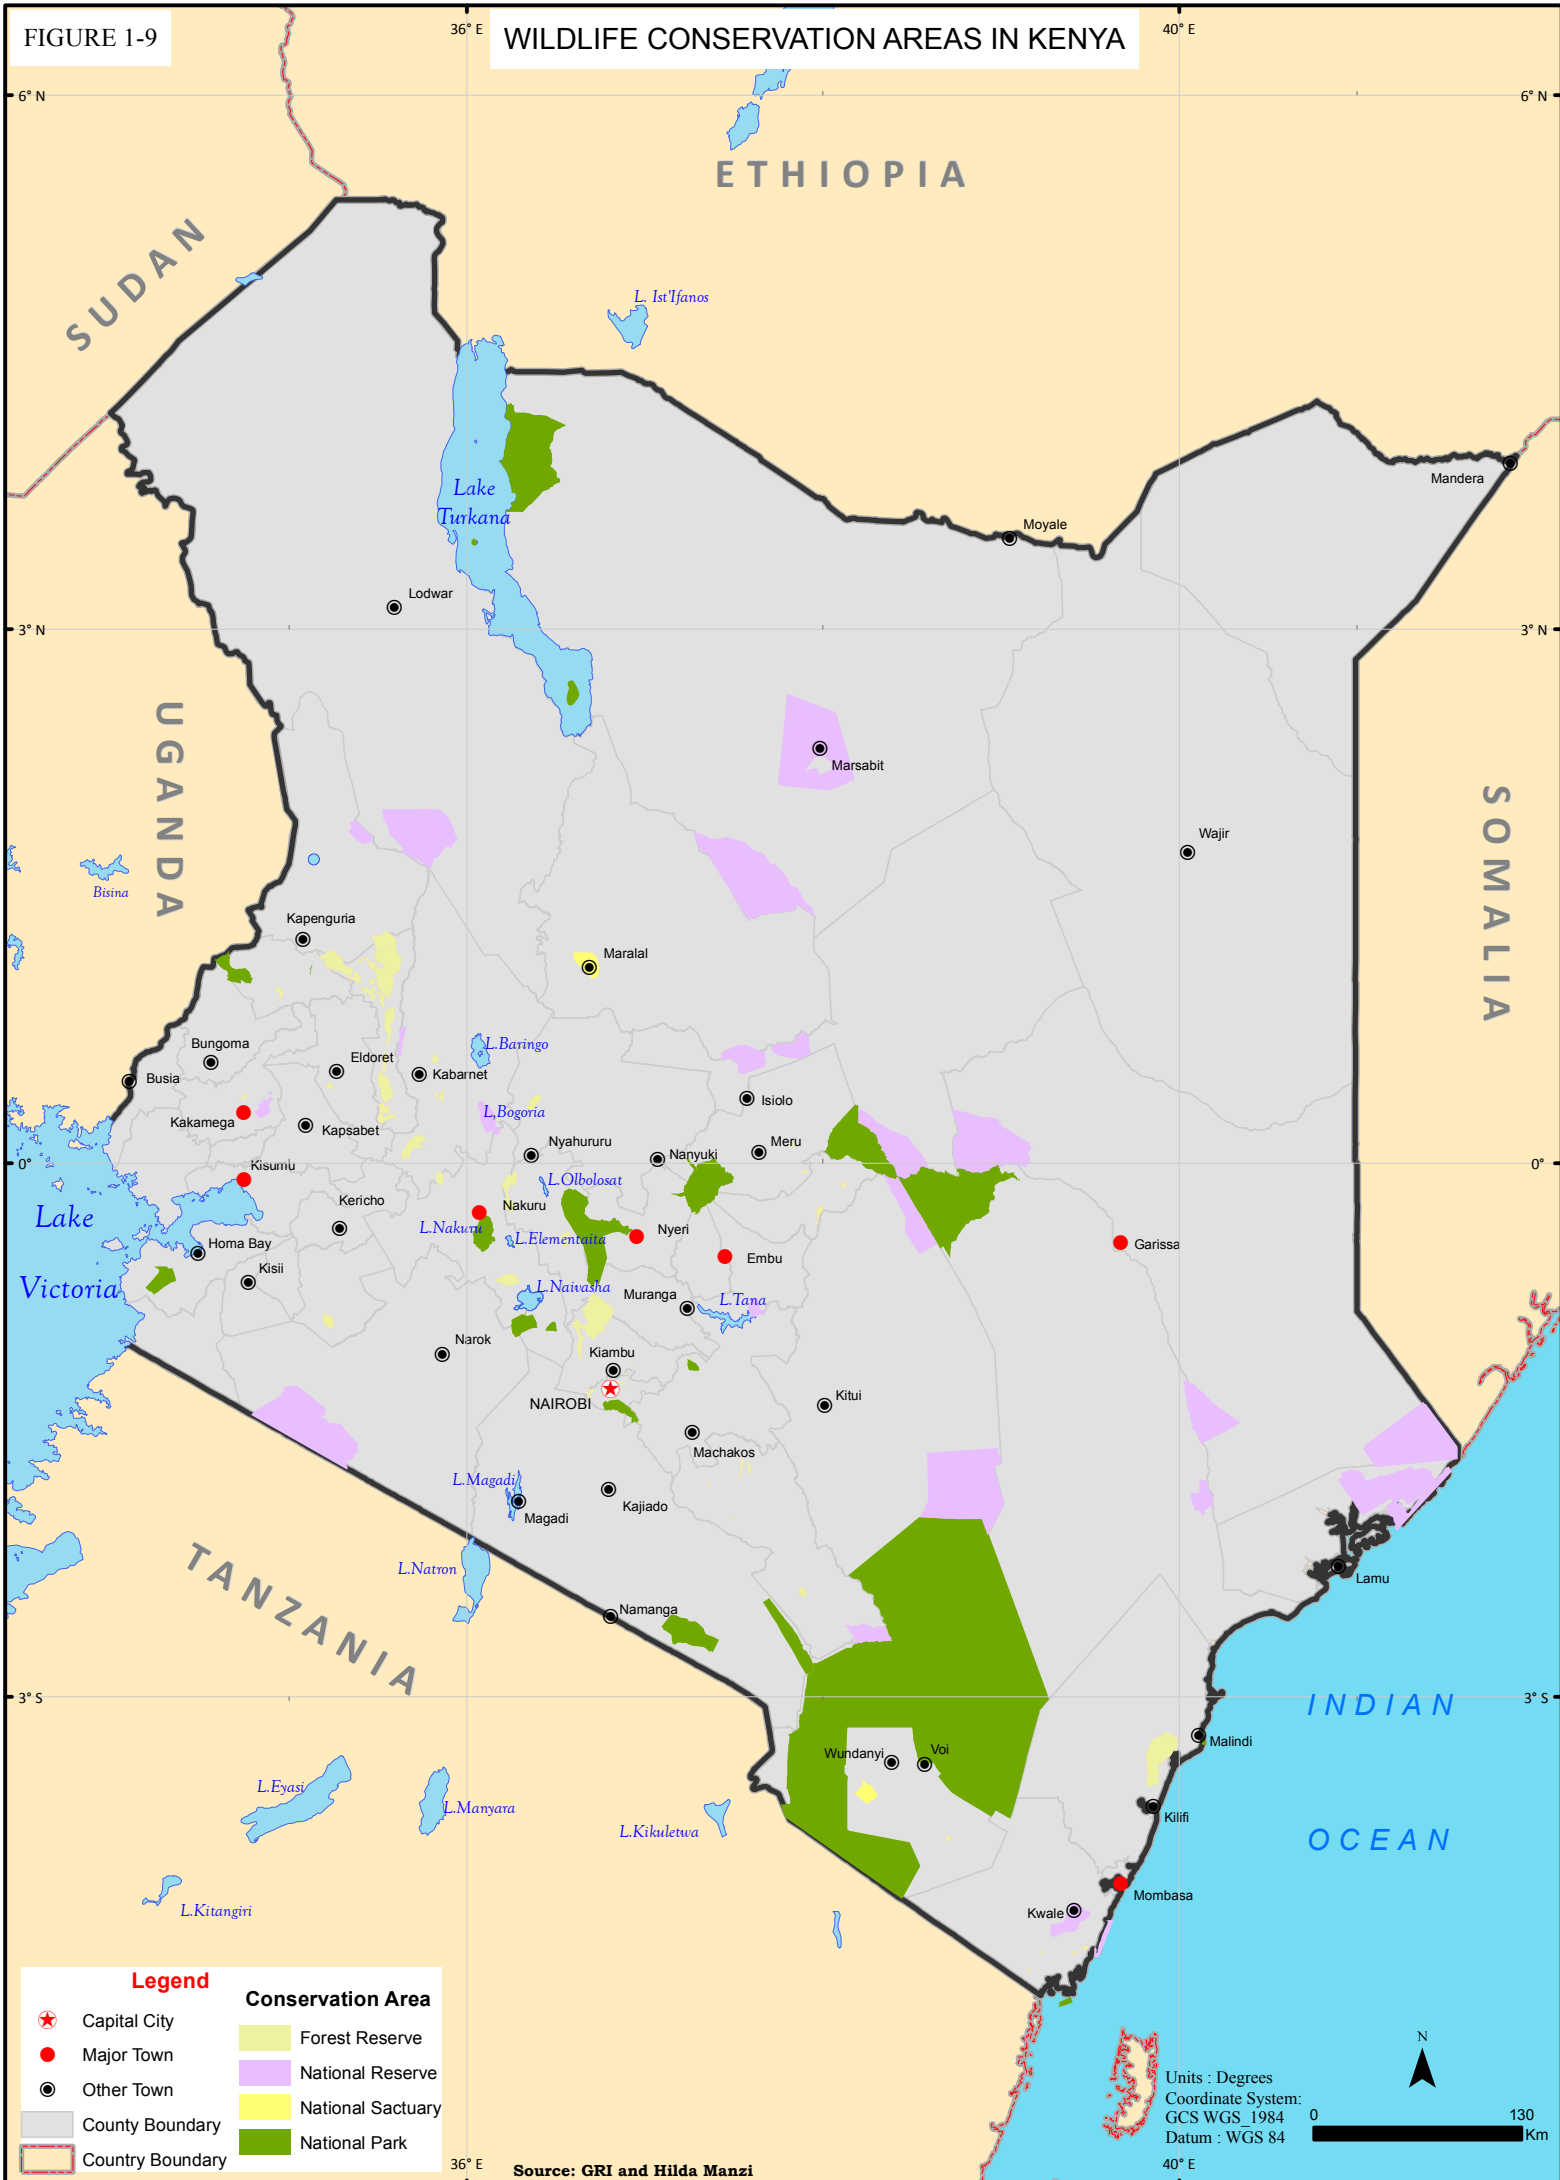 FIGURE 1-9
WILDLIFE CONSERVATION AREAS IN KENYA
36° E
40° E
6° N
6° N
ETHIOPIA
SUDAN
L. Ist'Ifanos
Lake
Turkana
Mandera
Moyale
Lodwar
3° N
3° N
UGANDA
SOMALIA
Marsabit
Wajir
Bisina
Kapenguria
Maralal
Bungoma
L.Baringo
Eldoret
Busia
Kabarnet
Isiolo
Kakamega
L,Bogoria
Kapsabet
Nyahururu
Meru
Nanyuki
0°
0°
Kisumu
L.Olbolosat
Kericho
Nakuru
Lake
L.Nakuru
Nyeri
L.Elementaita
Homa Bay
Garissa
Embu
Kisii
Victoria
L.Naivasha
Muranga
L.Tana
Narok
Kiambu
NAIROBI
Kitui
Machakos
L.Magadi
Kajiado
Magadi
L.Natron
Lamu
TANZANIA
Namanga
3° S
INDIAN
3° S
Malindi
Wundanyi
Voi
L.Eyasi
L.Manyara
Kilifi
L.Kikuletwa
OCEAN
Mombasa
L.Kitangiri
Kwale
Legend
Capital City
Major Town
Other Town
County Boundary
Country Boundary
Conservation Area
Forest Reserve
National Reserve
National Sactuary
National Park
N
Units : Degrees
Coordinate System:
GCS WGS_1984
Datum : WGS 84
0
130
Km
36° E
40° E
Source: GRI and Hilda Manzi